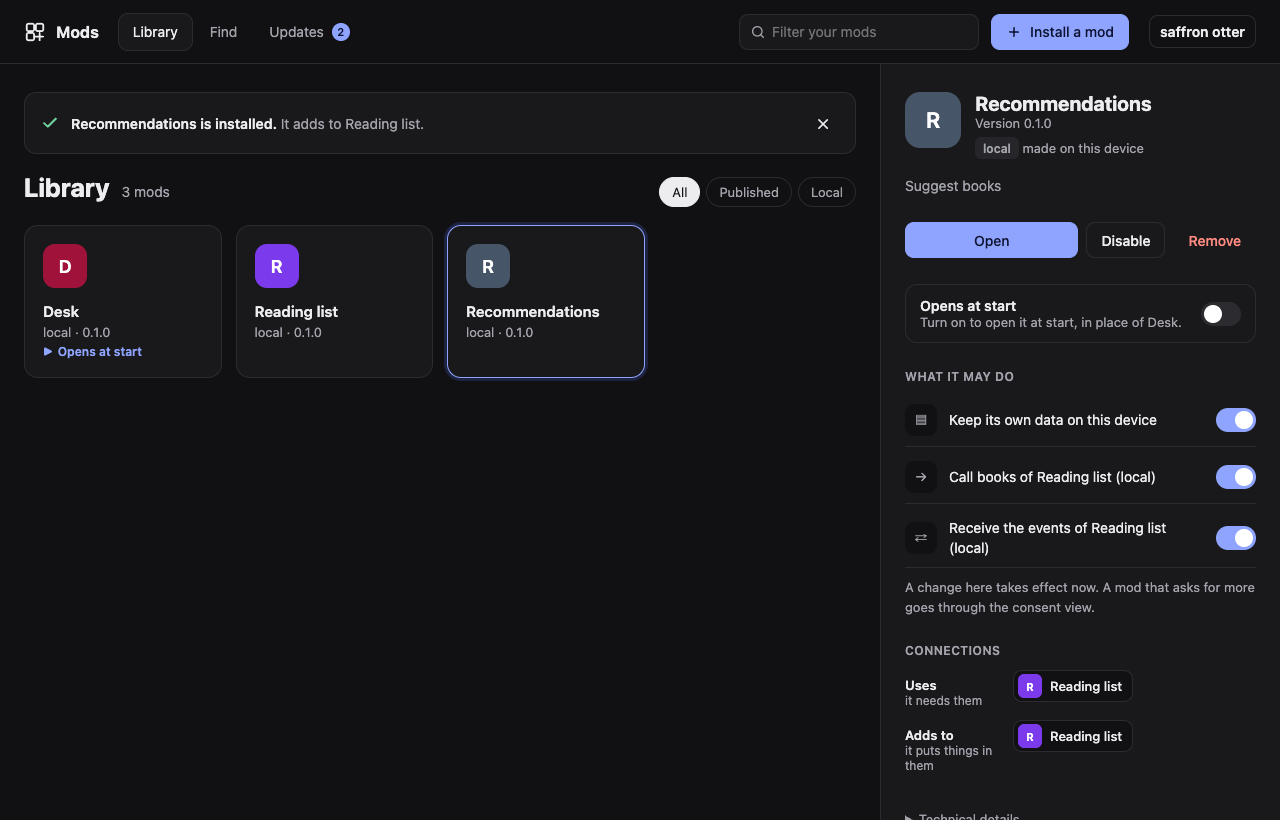 Mods
Library
Find
Updates 2
Filter your mods
+ Install a mod
saffron otter
Recommendations is installed. It adds to Reading list.
Library 3 mods
All
Published
Local
D
Desk
local · 0.1.0
▶ Opens at start
R
Reading list
local · 0.1.0
R
Recommendations
local · 0.1.0
R
Recommendations
Version 0.1.0
local made on this device
Suggest books
Open
Disable
Remove
Opens at start
Turn on to open it at start, in place of Desk.
WHAT IT MAY DO
Keep its own data on this device
Call books of Reading list (local)
Receive the events of Reading list
(local)
A change here takes effect now. A mod that asks for more
goes through the consent view.
CONNECTIONS
Uses
it needs them
R Reading list
Adds to
it puts things in
them
R Reading list
Technical details